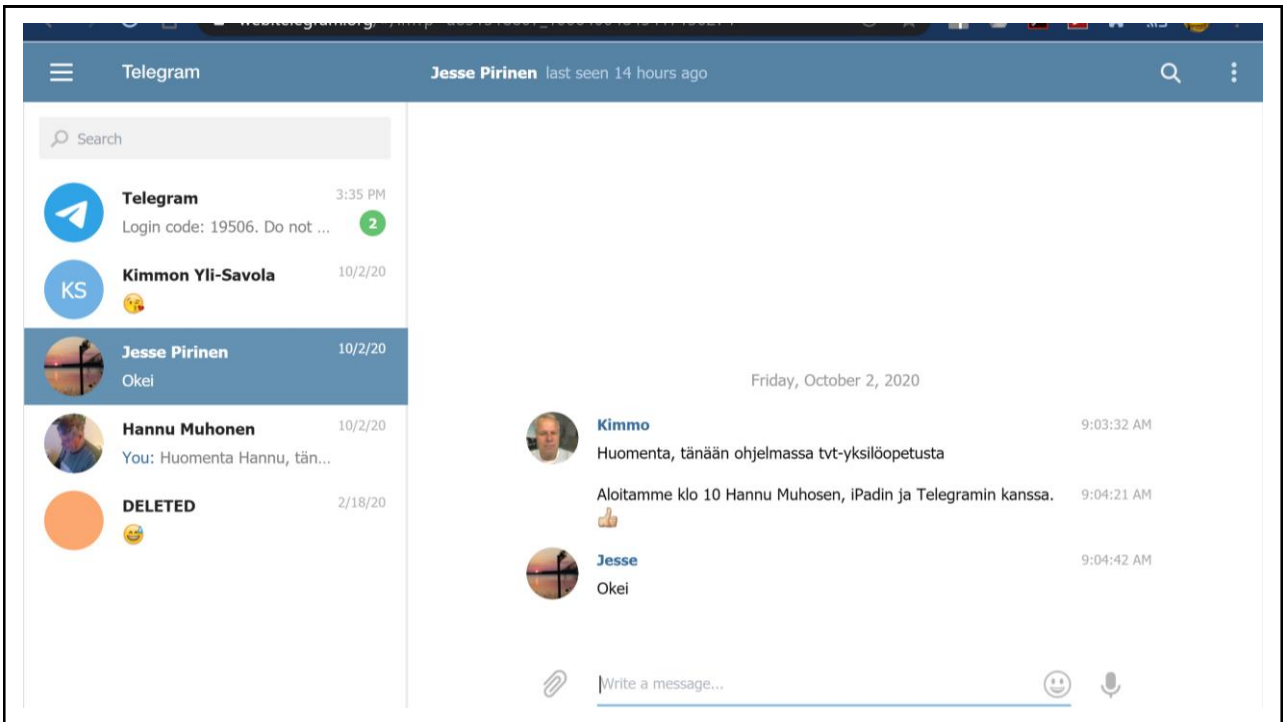 Telegram
Jesse Pirinen last seen 14 hours ago
Search
Telegram 3:35 PM
Login code: 19506. Do not ... 2
KS
Kimmon Yli-Savola 10/2/20
😘
Jesse Pirinen 10/2/20
Okei
Hannu Muhonen 10/2/20
You: Huomenta Hannu, tän...
DELETED 2/18/20
😅
Friday, October 2, 2020
Kimmo 9:03:32 AM
Huomenta, tänään ohjelmassa tvt-yksilöopetusta
Aloitamme klo 10 Hannu Muhosen, iPadin ja Telegramin kanssa. 9:04:21 AM
👍
Jesse 9:04:42 AM
Okei
Write a message...